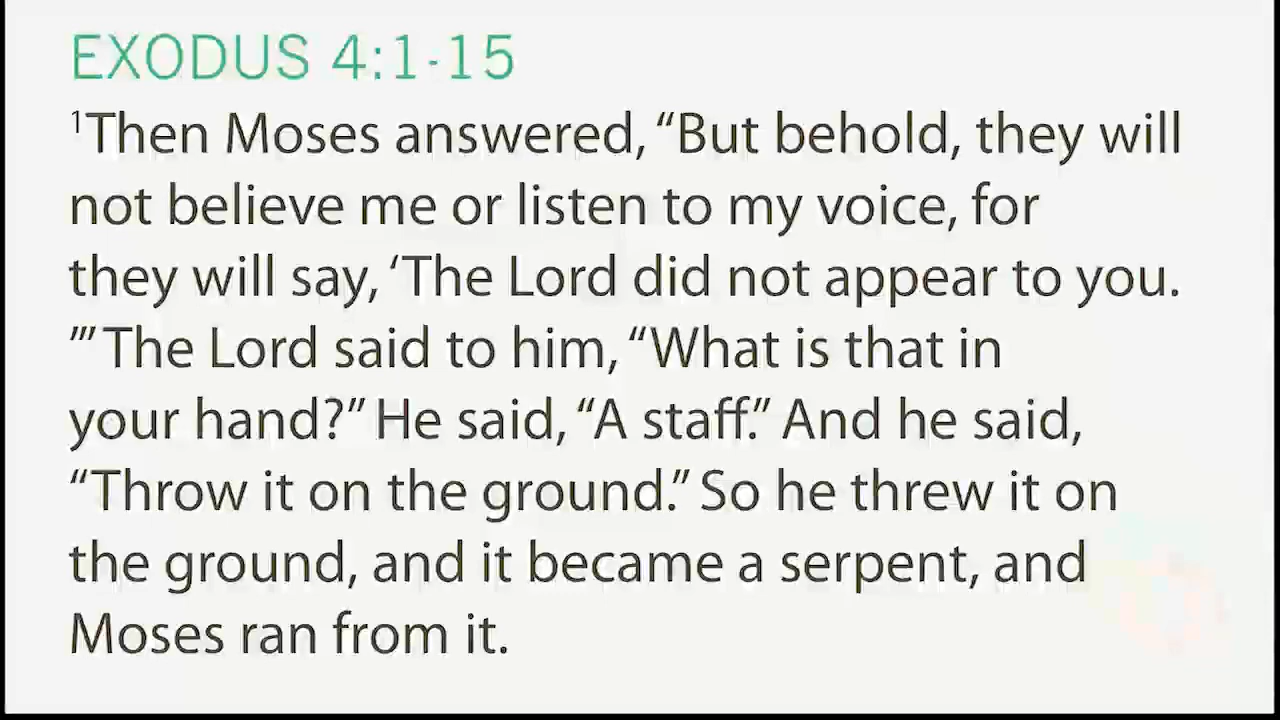 EXODUS 4:1-15
¹Then Moses answered, “But behold, they will
not believe me or listen to my voice, for
they will say, ‘The Lord did not appear to you.
’” The Lord said to him, “What is that in
your hand?” He said, “A staff.” And he said,
“Throw it on the ground.” So he threw it on
the ground, and it became a serpent, and
Moses ran from it.